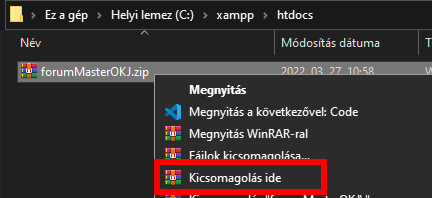 Ez a gép > Helyi lemez (C:) > xampp > htdocs
Név Módosítás dátuma
forumMasterOKJ.zip 2022. 03. 27. 10:58
Megnyitás
Megnyitás a következővel: Code
Megnyitás WinRAR-ral
Fájlok kicsomagolása...
Kicsomagolás ide